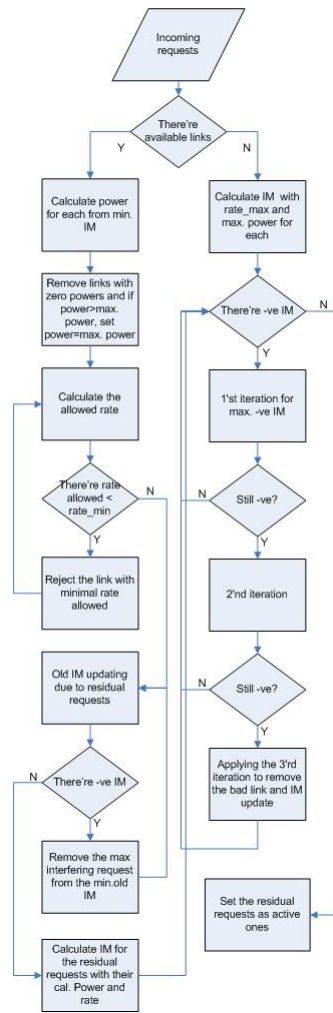 Incoming
requests
There're
available links
Y
N
Calculate power
for each from min.
IM
Remove links with
zero powers and if
power>max.
power, set
power=max. power
Calculate the
allowed rate
There're rate
allowed <
rate_min
N
Y
Reject the link with
minimal rate
allowed
Old IM updating
due to residual
requests
N
There're -ve IM
Y
Remove the max
interfering request
from the min.old
IM
Calculate IM for
the residual
requests with their
cal. Power and
rate
Calculate IM with
rate_max and
max. power for
each
There're -ve IM
N
Y
1'st iteration for
max. -ve IM
N
Still -ve?
Y
2'nd iteration
N
Still -ve?
Y
Applying the 3'rd
iteration to remove
the bad link and IM
update
Set the residual
requests as active
ones